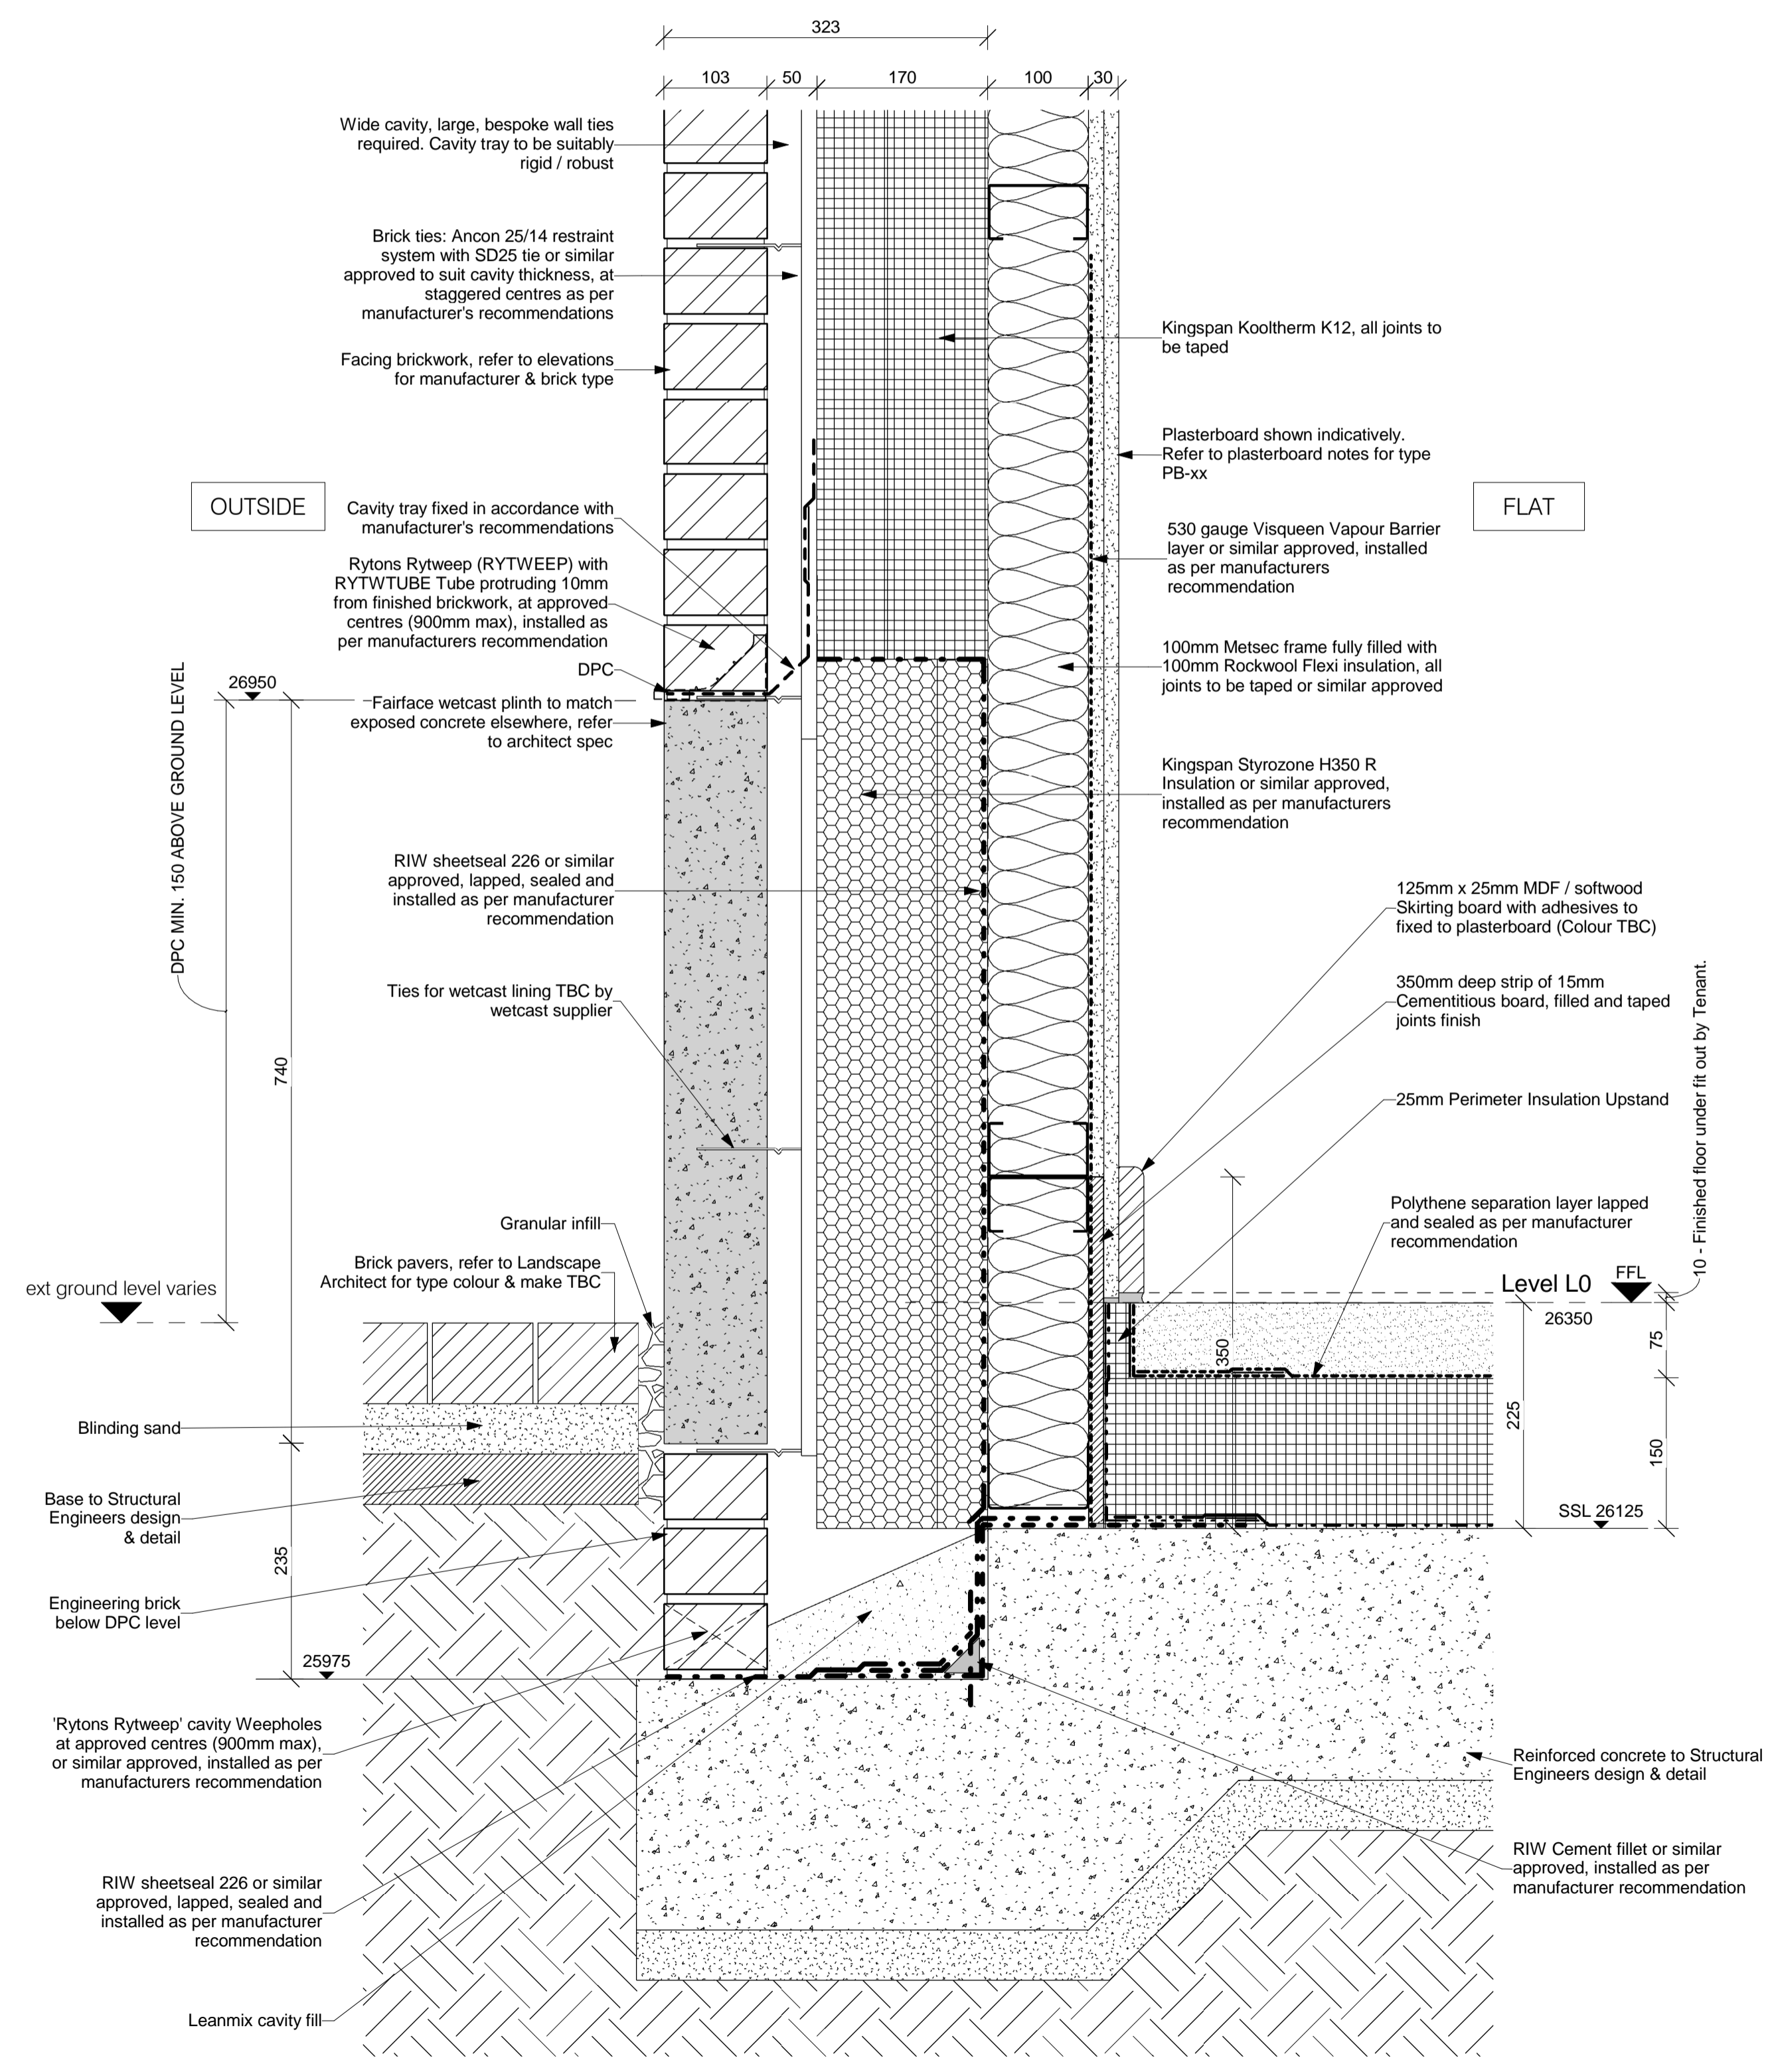 323
103
50
170
100
30
Wide cavity, large, bespoke wall ties
required. Cavity tray to be suitably
rigid / robust
Brick ties: Ancon 25/14 restraint
system with SD25 tie or similar
approved to suit cavity thickness, at
staggered centres as per
manufacturer's recommendations
Facing brickwork, refer to elevations
for manufacturer & brick type
OUTSIDE
Cavity tray fixed in accordance with
manufacturer's recommendations
Rytons Rytweep (RYTWEEP) with
RYTWTUBE Tube protruding 10mm
from finished brickwork, at approved
centres (900mm max), installed as
per manufacturers recommendation
DPC
26950
Fairface wetcast plinth to match
exposed concrete elsewhere, refer
to architect spec
DPC MIN. 150 ABOVE GROUND LEVEL
RIW sheetseal 226 or similar
approved, lapped, sealed and
installed as per manufacturer
recommendation
Ties for wetcast lining TBC by
wetcast supplier
740
Granular infill
Brick pavers, refer to Landscape
Architect for type colour & make TBC
ext ground level varies
Blinding sand
Base to Structural
Engineers design
& detail
235
Engineering brick
below DPC level
25975
'Rytons Rytweep' cavity Weepholes
at approved centres (900mm max),
or similar approved, installed as per
manufacturers recommendation
RIW sheetseal 226 or similar
approved, lapped, sealed and
installed as per manufacturer
recommendation
Leanmix cavity fill
Kingspan Kooltherm K12, all joints to
be taped
Plasterboard shown indicatively.
Refer to plasterboard notes for type
PB-xx
FLAT
530 gauge Visqueen Vapour Barrier
layer or similar approved, installed
as per manufacturers
recommendation
100mm Metsec frame fully filled with
100mm Rockwool Flexi insulation, all
joints to be taped or similar approved
Kingspan Styrozone H350 R
Insulation or similar approved,
installed as per manufacturers
recommendation
125mm x 25mm MDF / softwood
Skirting board with adhesives to
fixed to plasterboard (Colour TBC)
350mm deep strip of 15mm
Cementitious board, filled and taped
joints finish
25mm Perimeter Insulation Upstand
10 - Finished floor under fit out by Tenant.
Polythene separation layer lapped
and sealed as per manufacturer
recommendation
Level L0
FFL
26350
350
75
225
150
SSL 26125
Reinforced concrete to Structural
Engineers design & detail
RIW Cement fillet or similar
approved, installed as per
manufacturer recommendation